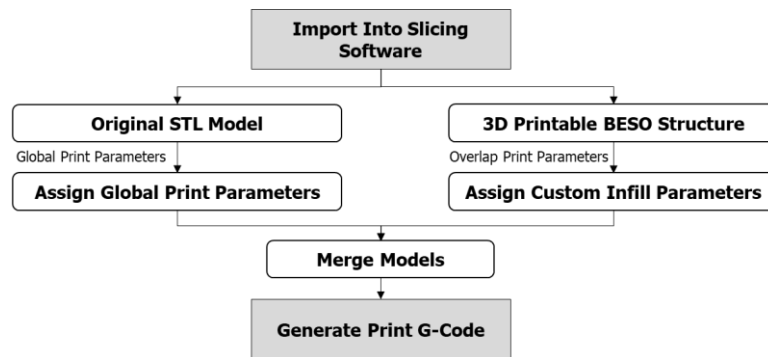 Import Into Slicing
Software
Original STL Model
3D Printable BESO Structure
Global Print Parameters
Overlap Print Parameters
Assign Global Print Parameters
Assign Custom Infill Parameters
Merge Models
Generate Print G-Code